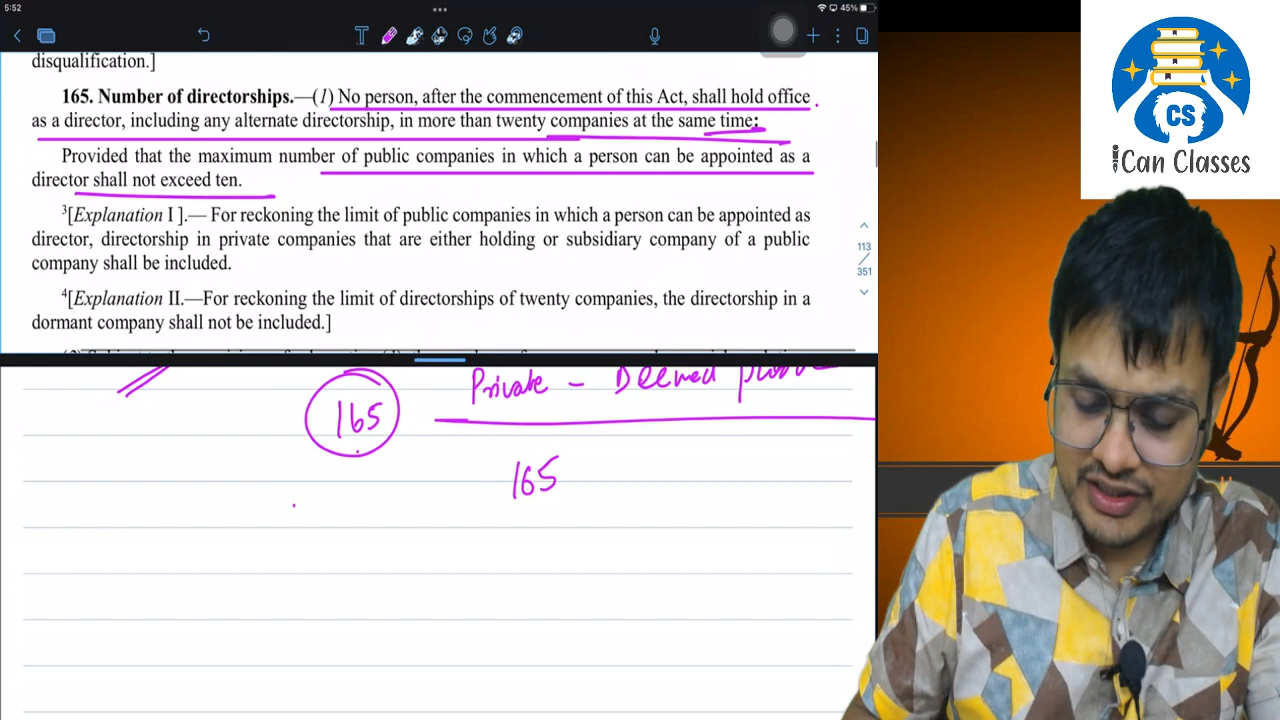 5:52
45%
disqualification.]
165. Number of directorships.—(1) No person, after the commencement of this Act, shall hold office
as a director, including any alternate directorship, in more than twenty companies at the same time:
Provided that the maximum number of public companies in which a person can be appointed as a
director shall not exceed ten.
3[Explanation I ].— For reckoning the limit of public companies in which a person can be appointed as
director, directorship in private companies that are either holding or subsidiary company of a public
company shall be included.
4[Explanation II.—For reckoning the limit of directorships of twenty companies, the directorship in a
dormant company shall not be included.]
113
351
Private - Deemed
165
165
CS
iCan Classes